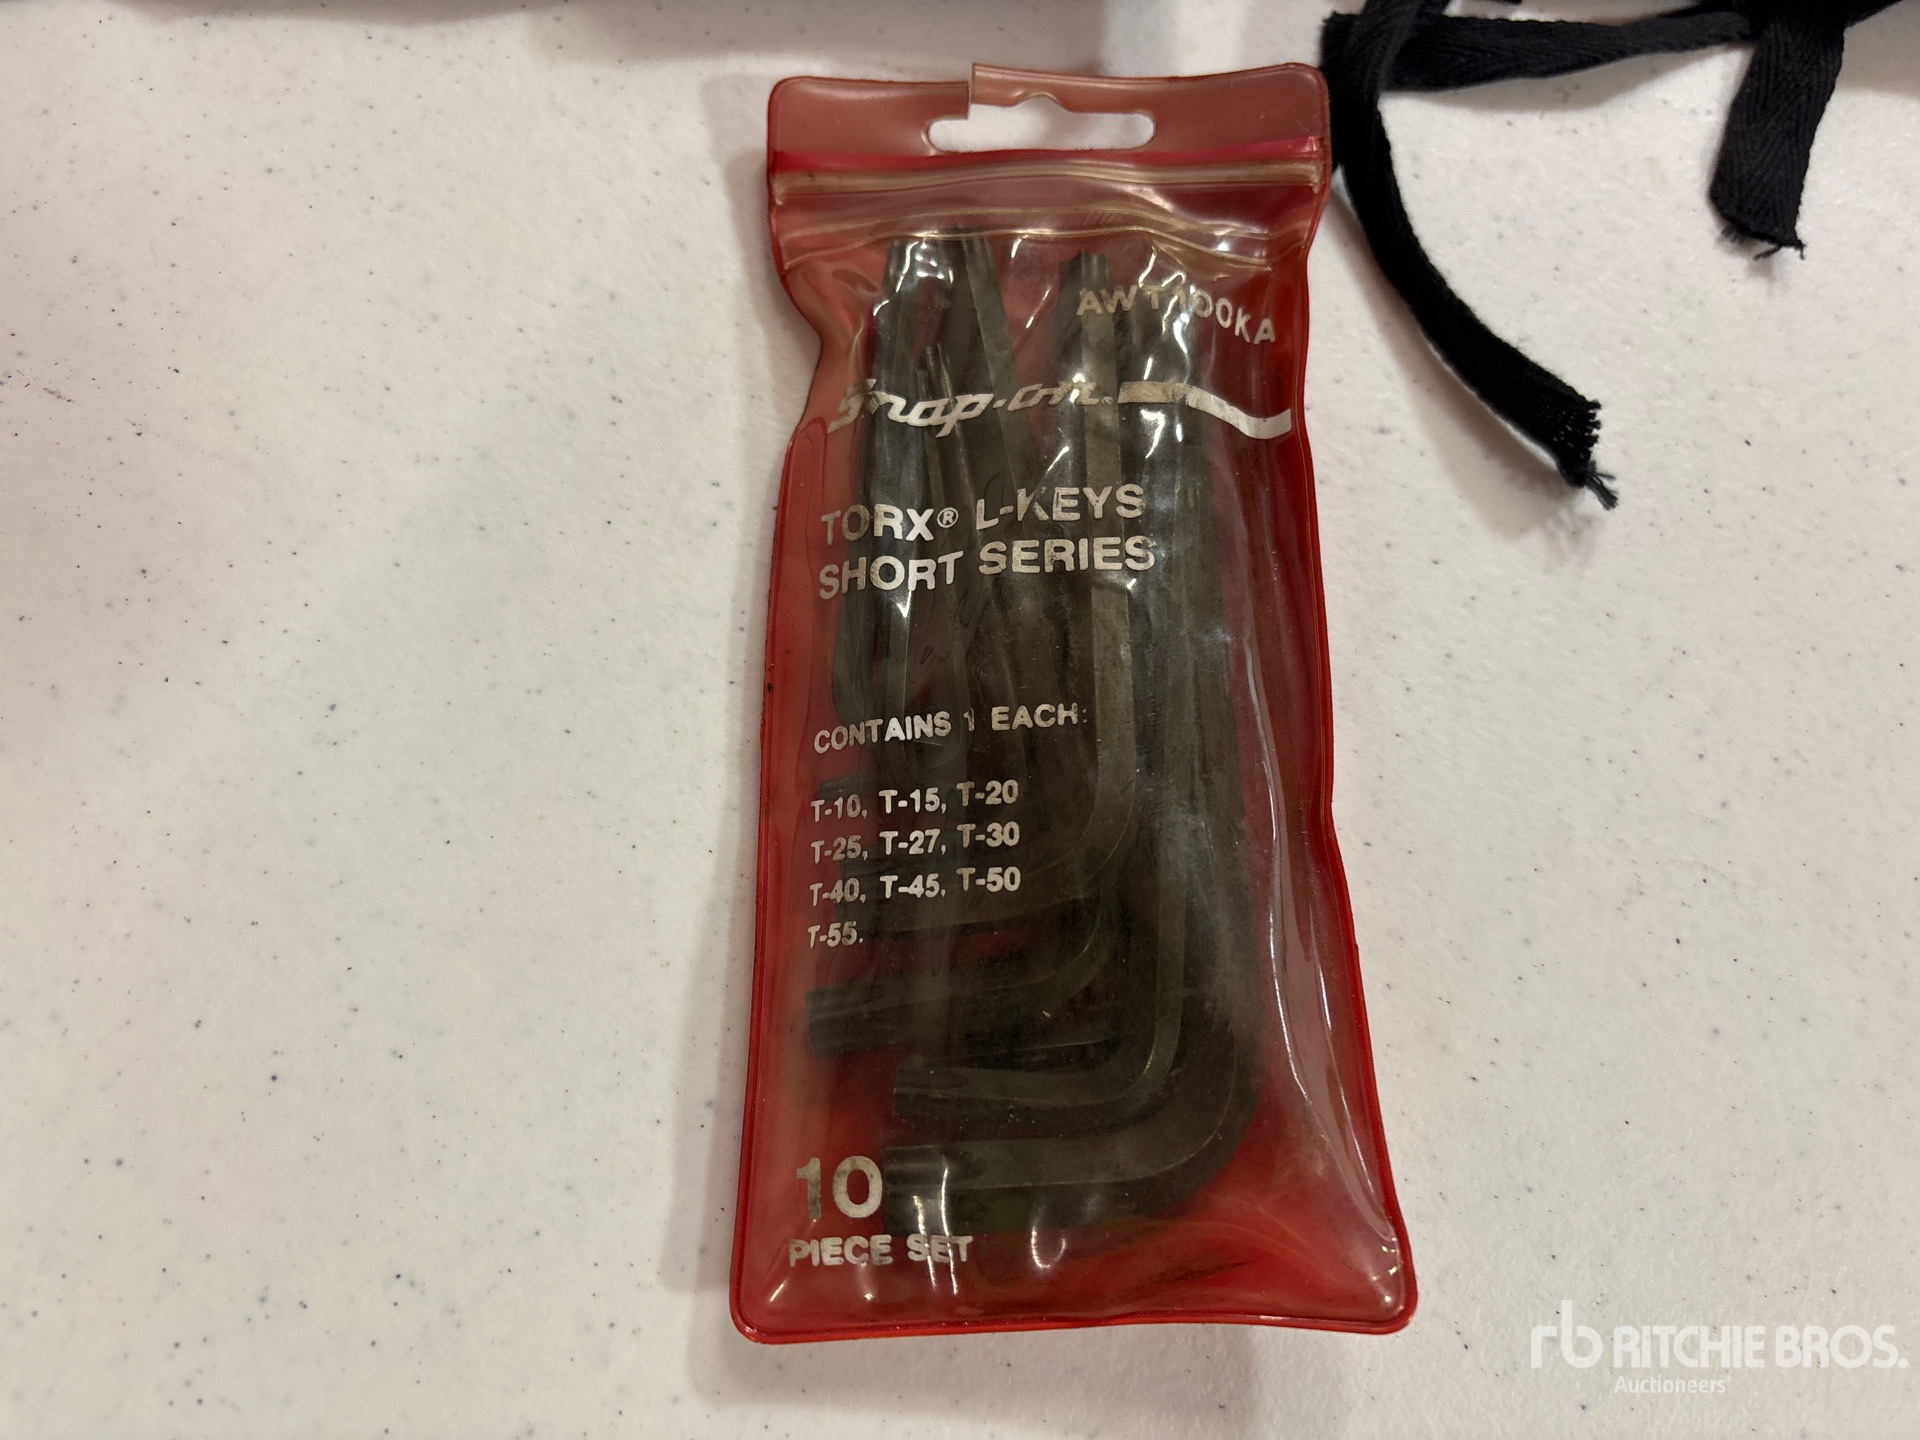 AWT100KA
Snap-on®
TORX® L-KEYS
SHORT SERIES
CONTAINS 1 EACH:
T-10, T-15, T-20
T-25, T-27, T-30
T-40, T-45, T-50
T-55.
10
PIECE SET
rb RITCHIE BROS.
Auctioneers